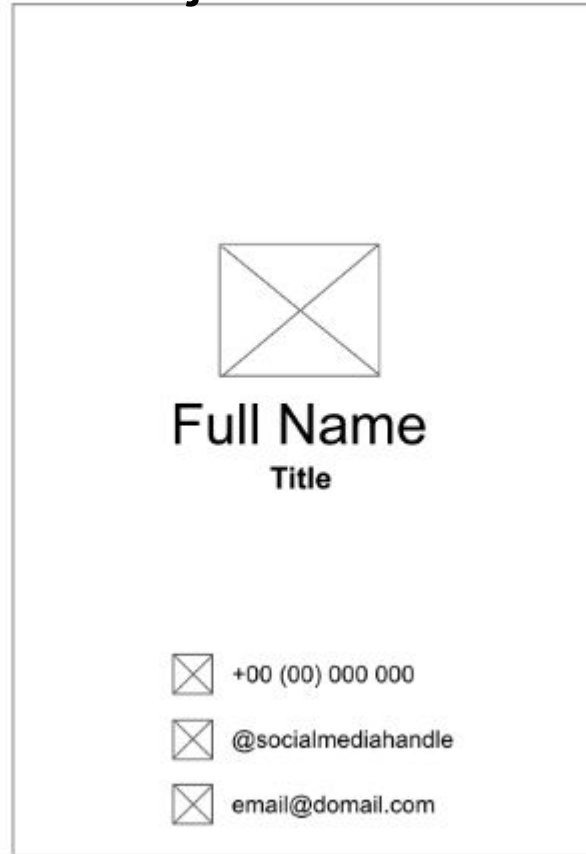 Full Name
Title
+00 (00) 000 000
@socialmediahandle
email@domail.com